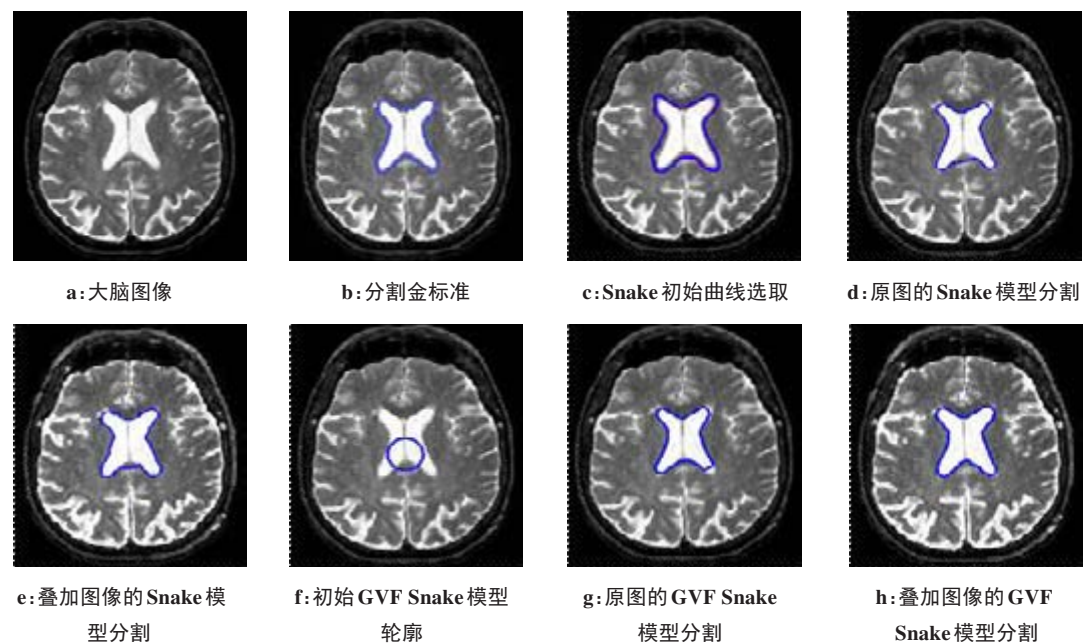 a:大脑图像
b:分割金标准
c:Snake初始曲线选取
d:原图的Snake模型分割
e:叠加图像的Snake模
型分割
f:初始GVF Snake模型
轮廓
g:原图的GVF Snake
模型分割
h:叠加图像的GVF
Snake模型分割